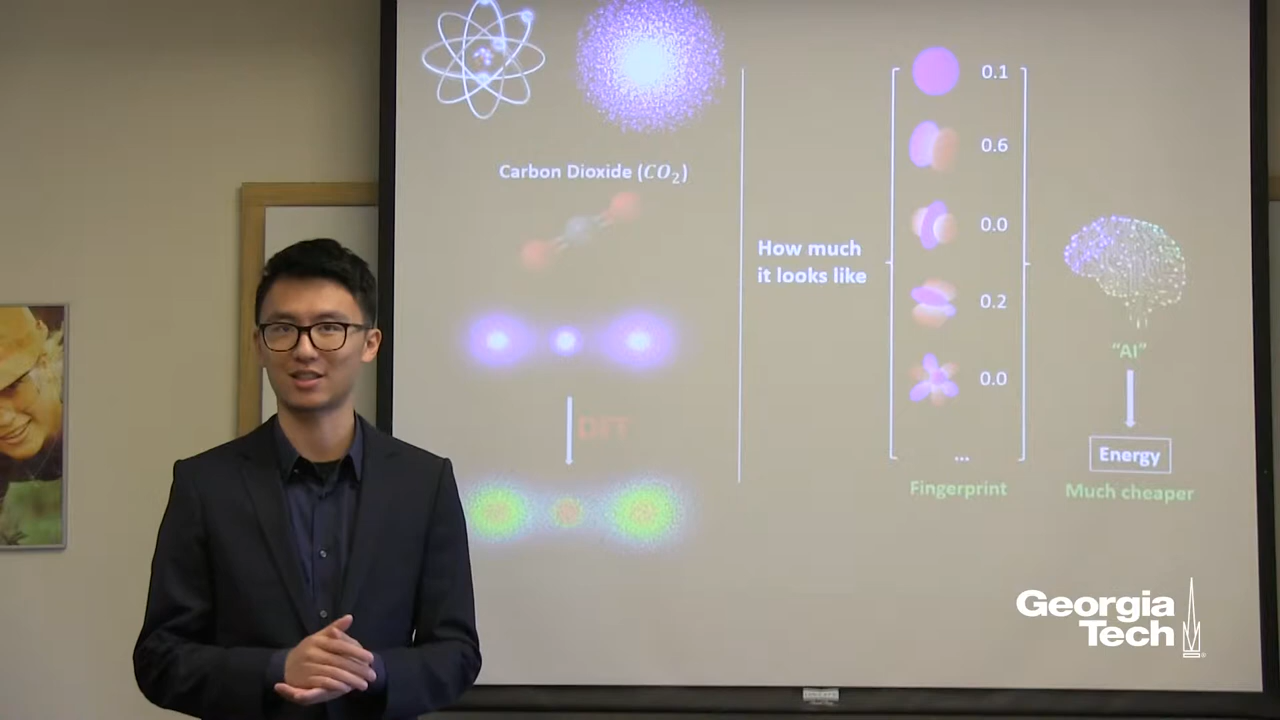 Carbon Dioxide (CO₂)
DFT
How much
it looks like
0.1
0.6
0.0
0.2
0.0
...
Fingerprint
"AI"
Energy
Much cheaper
Georgia
Tech